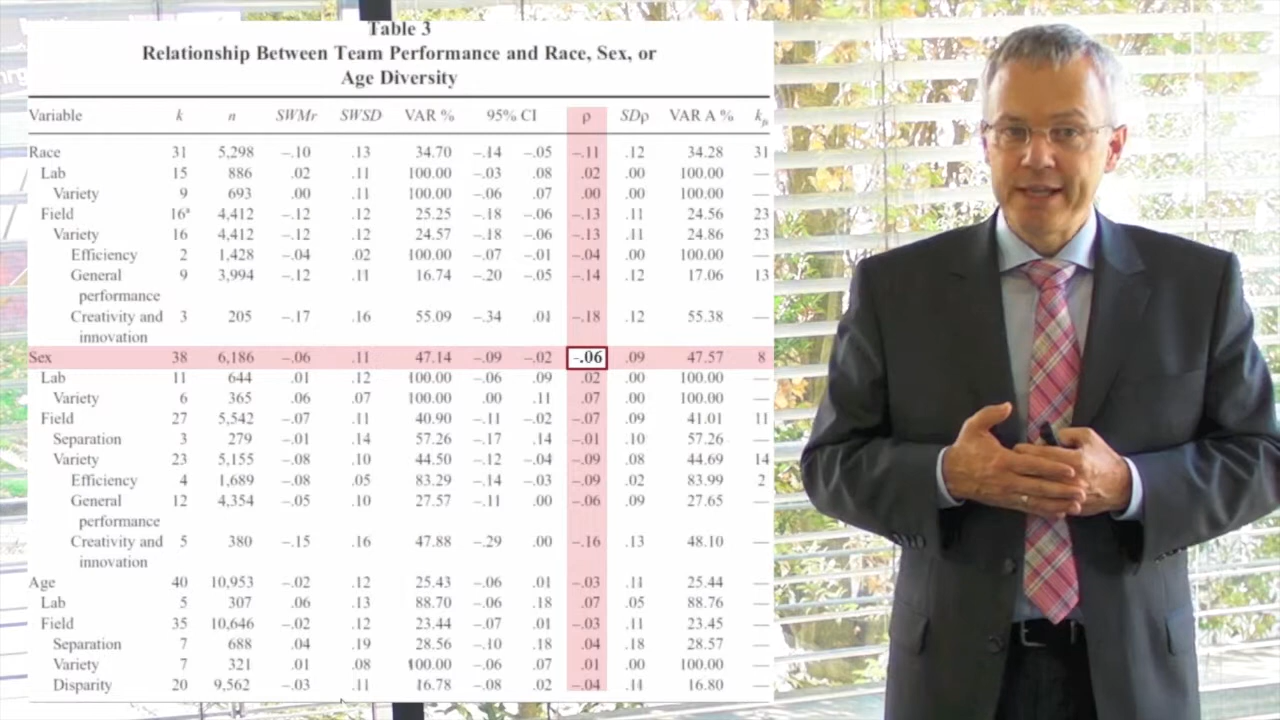 Table 3
Relationship Between Team Performance and Race, Sex, or
Age Diversity
Variable k n SWMr SWSD VAR % 95% CI ρ SDρ VAR A % kfs
Race 31 5,298 –.10 .13 34.70 –.14 –.05 –.11 .12 34.28 31
Lab 15 886 .02 .11 100.00 –.03 .08 .02 .00 100.00 —
Variety 9 693 .00 .11 100.00 –.06 .07 .00 .00 100.00 —
Field 16ª 4,412 –.12 .12 25.25 –.18 –.06 –.13 .11 24.56 23
Variety 16 4,412 –.12 .12 24.57 –.18 –.06 –.13 .11 24.86 23
Efficiency 2 1,428 –.04 .02 100.00 –.07 –.01 –.04 .00 100.00 —
General 9 3,994 –.12 .11 16.74 –.20 –.05 –.14 .12 17.06 13
performance
Creativity and 3 205 –.17 .16 55.09 –.34 .01 –.18 .12 55.38 —
innovation
Sex 38 6,186 –.06 .11 47.14 –.09 –.02 -.06 .09 47.57 8
Lab 11 644 .01 .12 100.00 –.06 .09 .02 .00 100.00 —
Variety 6 365 .06 .07 100.00 .00 .11 .07 .00 100.00 —
Field 27 5,542 –.07 .11 40.90 –.11 –.02 –.07 .09 41.01 11
Separation 3 279 –.01 .14 57.26 –.17 .14 –.01 .10 57.26 —
Variety 23 5,155 –.08 .10 44.50 –.12 –.04 –.09 .08 44.69 14
Efficiency 4 1,689 –.08 .05 83.29 –.14 –.03 –.09 .02 83.99 2
General 12 4,354 –.05 .10 27.57 –.11 .00 –.06 .09 27.65 —
performance
Creativity and 5 380 –.15 .16 47.88 –.29 .00 –.16 .13 48.10 —
innovation
Age 40 10,953 –.02 .12 25.43 –.06 .01 –.03 .11 25.44 —
Lab 5 307 .06 .13 88.70 –.06 .18 .07 .05 88.76 —
Field 35 10,646 –.02 .12 23.44 –.07 .01 –.03 .11 23.45 —
Separation 7 688 .04 .19 28.56 –.10 .18 .04 .18 28.57 —
Variety 7 321 .01 .08 100.00 –.06 .07 .01 .00 100.00 —
Disparity 20 9,562 –.03 .11 16.78 –.08 .02 –.04 .11 16.80 —